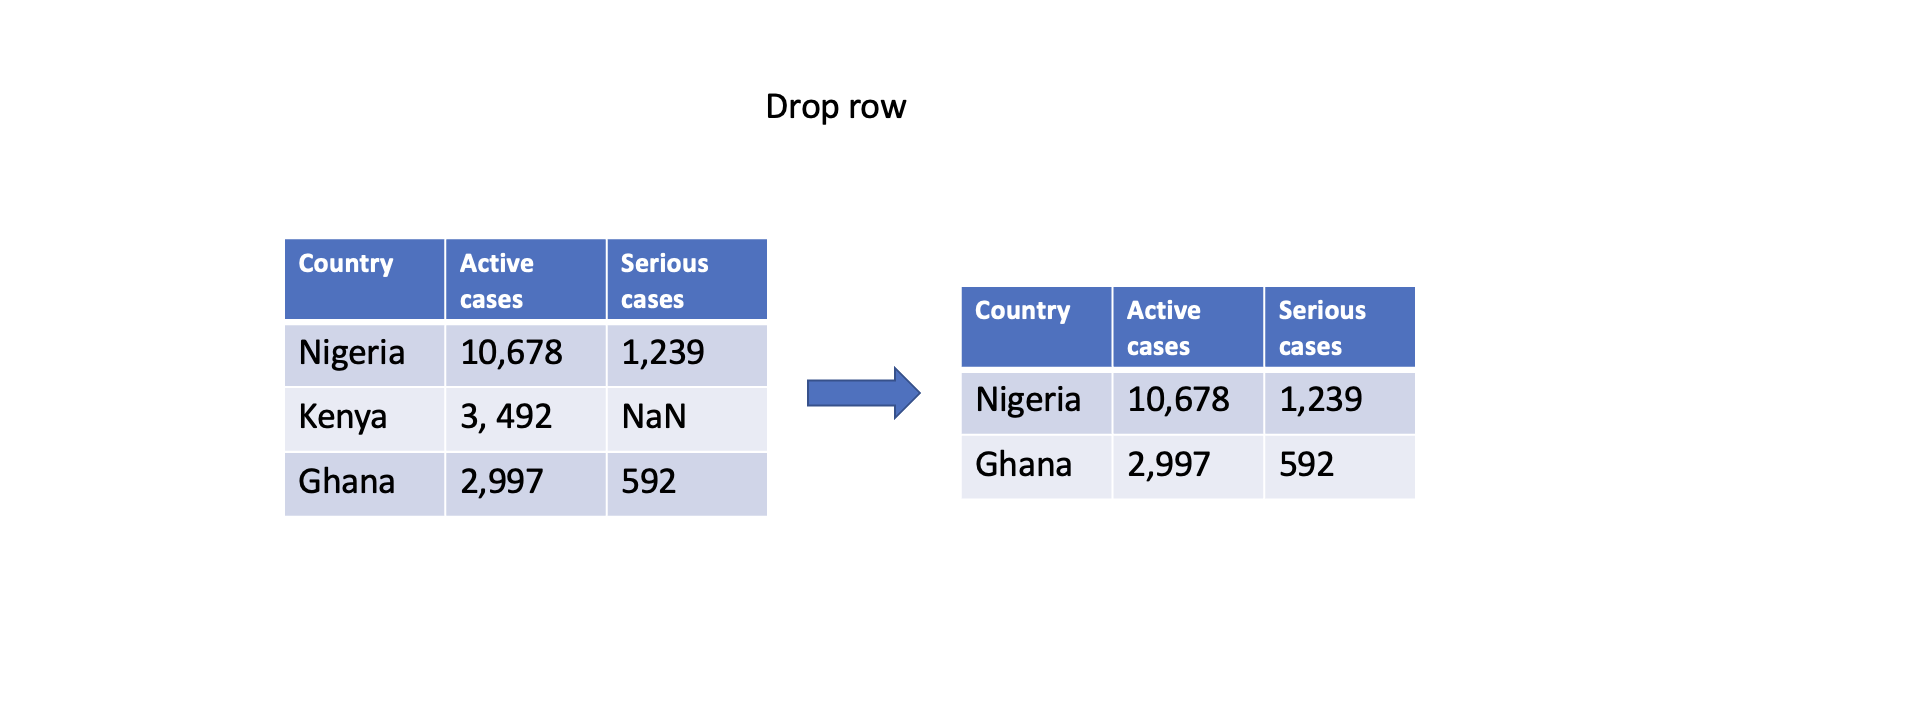 Drop row
Country Active cases Serious cases
Nigeria 10,678 1,239
Kenya 3, 492 NaN
Ghana 2,997 592
Country Active cases Serious cases
Nigeria 10,678 1,239
Ghana 2,997 592